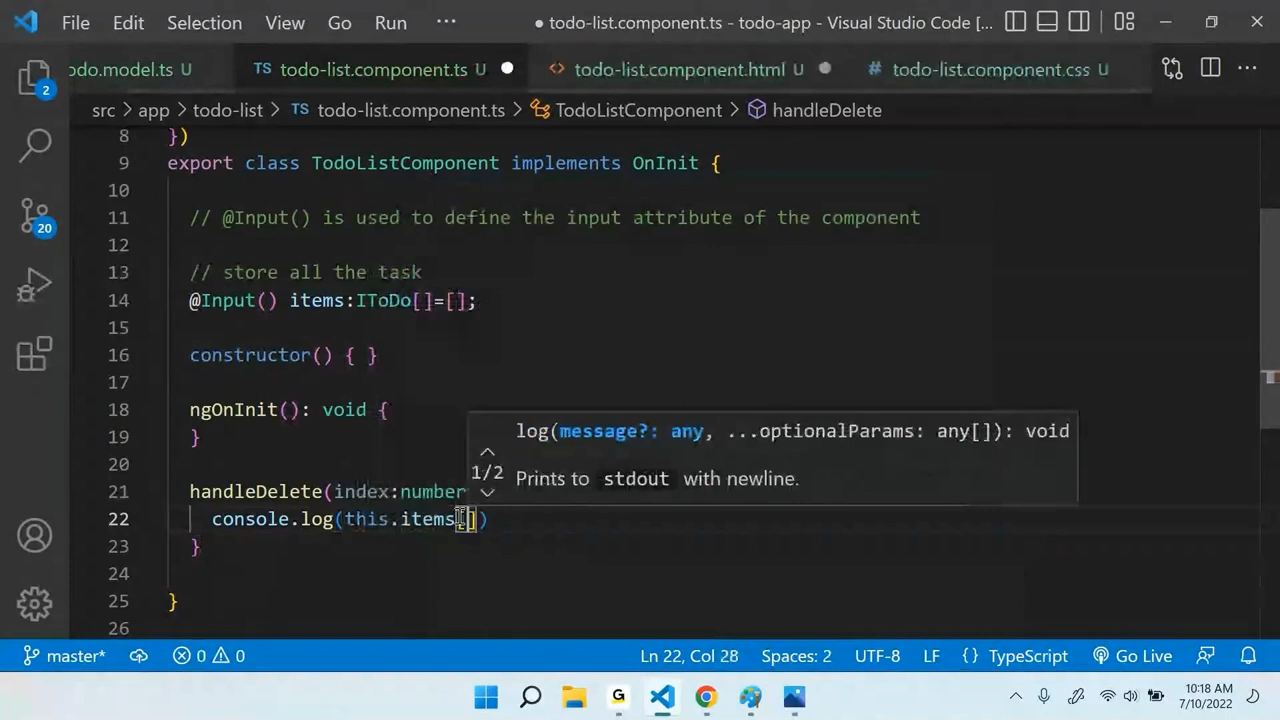 File Edit Selection View Go Run ··· ● todo-list.component.ts - todo-app - Visual Studio Code [...
odo.model.ts U TS todo-list.component.ts U ● <> todo-list.component.html U ● # todo-list.component.css U ···
src > app > todo-list > TS todo-list.component.ts > TodoListComponent > handleDelete
8 })
9 export class TodoListComponent implements OnInit {
10
11 // @Input() is used to define the input attribute of the component
12
13 // store all the task
14 @Input() items:IToDo[]=[];
15
16 constructor() { }
17
18 ngOnInit(): void {
19 }
20
21 handleDelete(index:number
22 console.log(this.items[])
23 }
24
25 }
26
log(message?: any, ...optionalParams: any[]): void
1/2
Prints to stdout with newline.
2
20
master* 0 0 Ln 22, Col 28 Spaces: 2 UTF-8 LF {} TypeScript Go Live
G
10:18 AM
7/10/2022